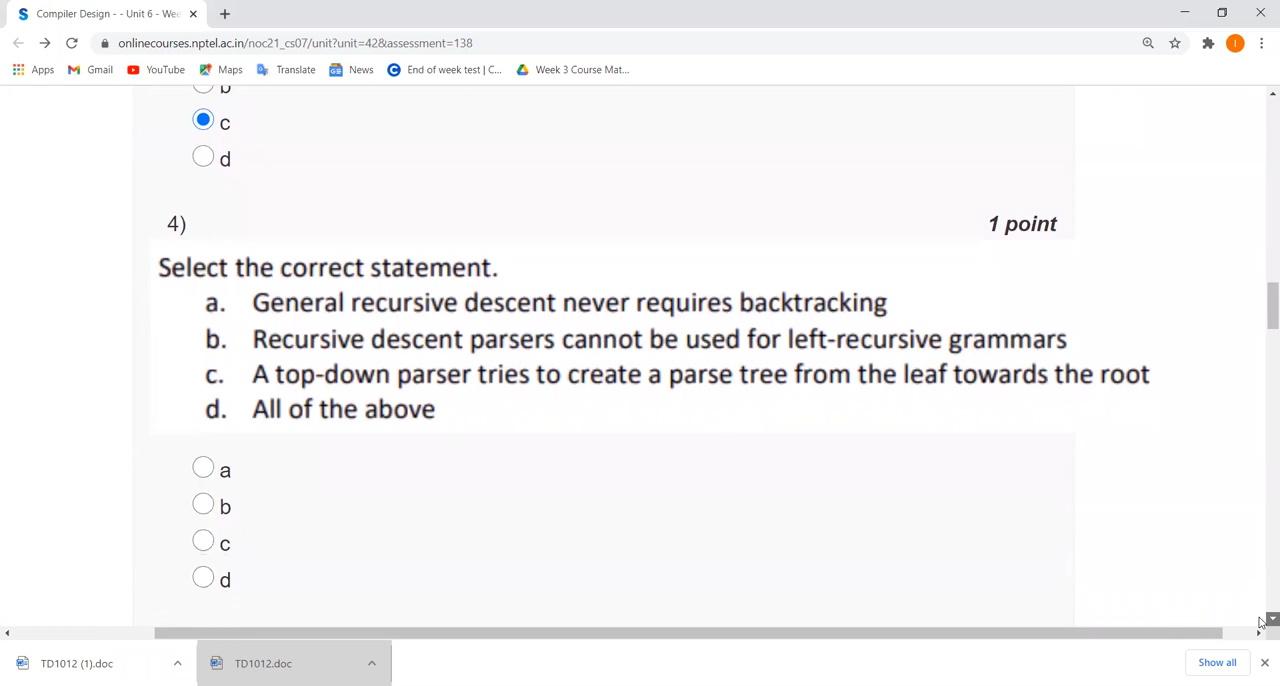 Compiler Design - - Unit 6 - Wee
onlinecourses.nptel.ac.in/noc21_cs07/unit?unit=42&assessment=138
Apps Gmail YouTube Maps Translate News End of week test | C... Week 3 Course Mat...
b
c
d
4) 1 point
Select the correct statement.
a. General recursive descent never requires backtracking
b. Recursive descent parsers cannot be used for left-recursive grammars
c. A top-down parser tries to create a parse tree from the leaf towards the root
d. All of the above
a
b
c
d
TD1012 (1).doc TD1012.doc Show all